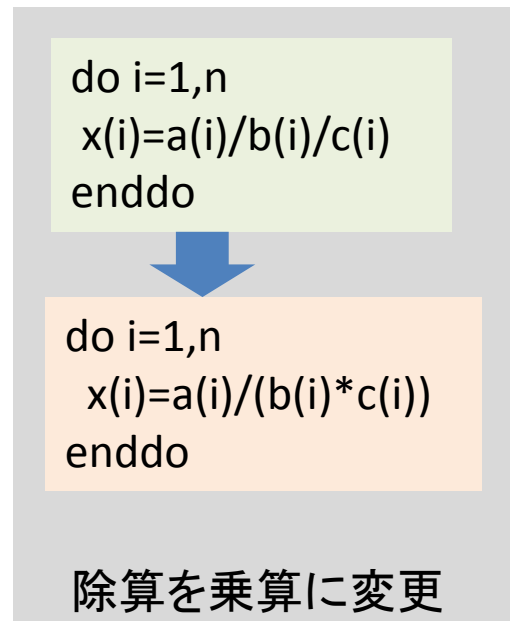 do i=1,n
x(i)=a(i)/b(i)/c(i)
enddo
do i=1,n
x(i)=a(i)/(b(i)*c(i))
enddo
除算を乗算に変更